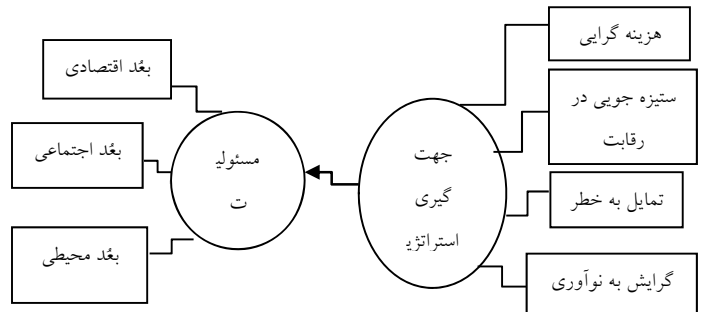 هزینه گرایی
ستیزه جویی در
رقابت
تمایل به خطر
گرایش به نوآوری
جهت
گیری
استراتژی
مسئولی
ت
بعُد اقتصادی
بعُد اجتماعی
بعُد محیطی